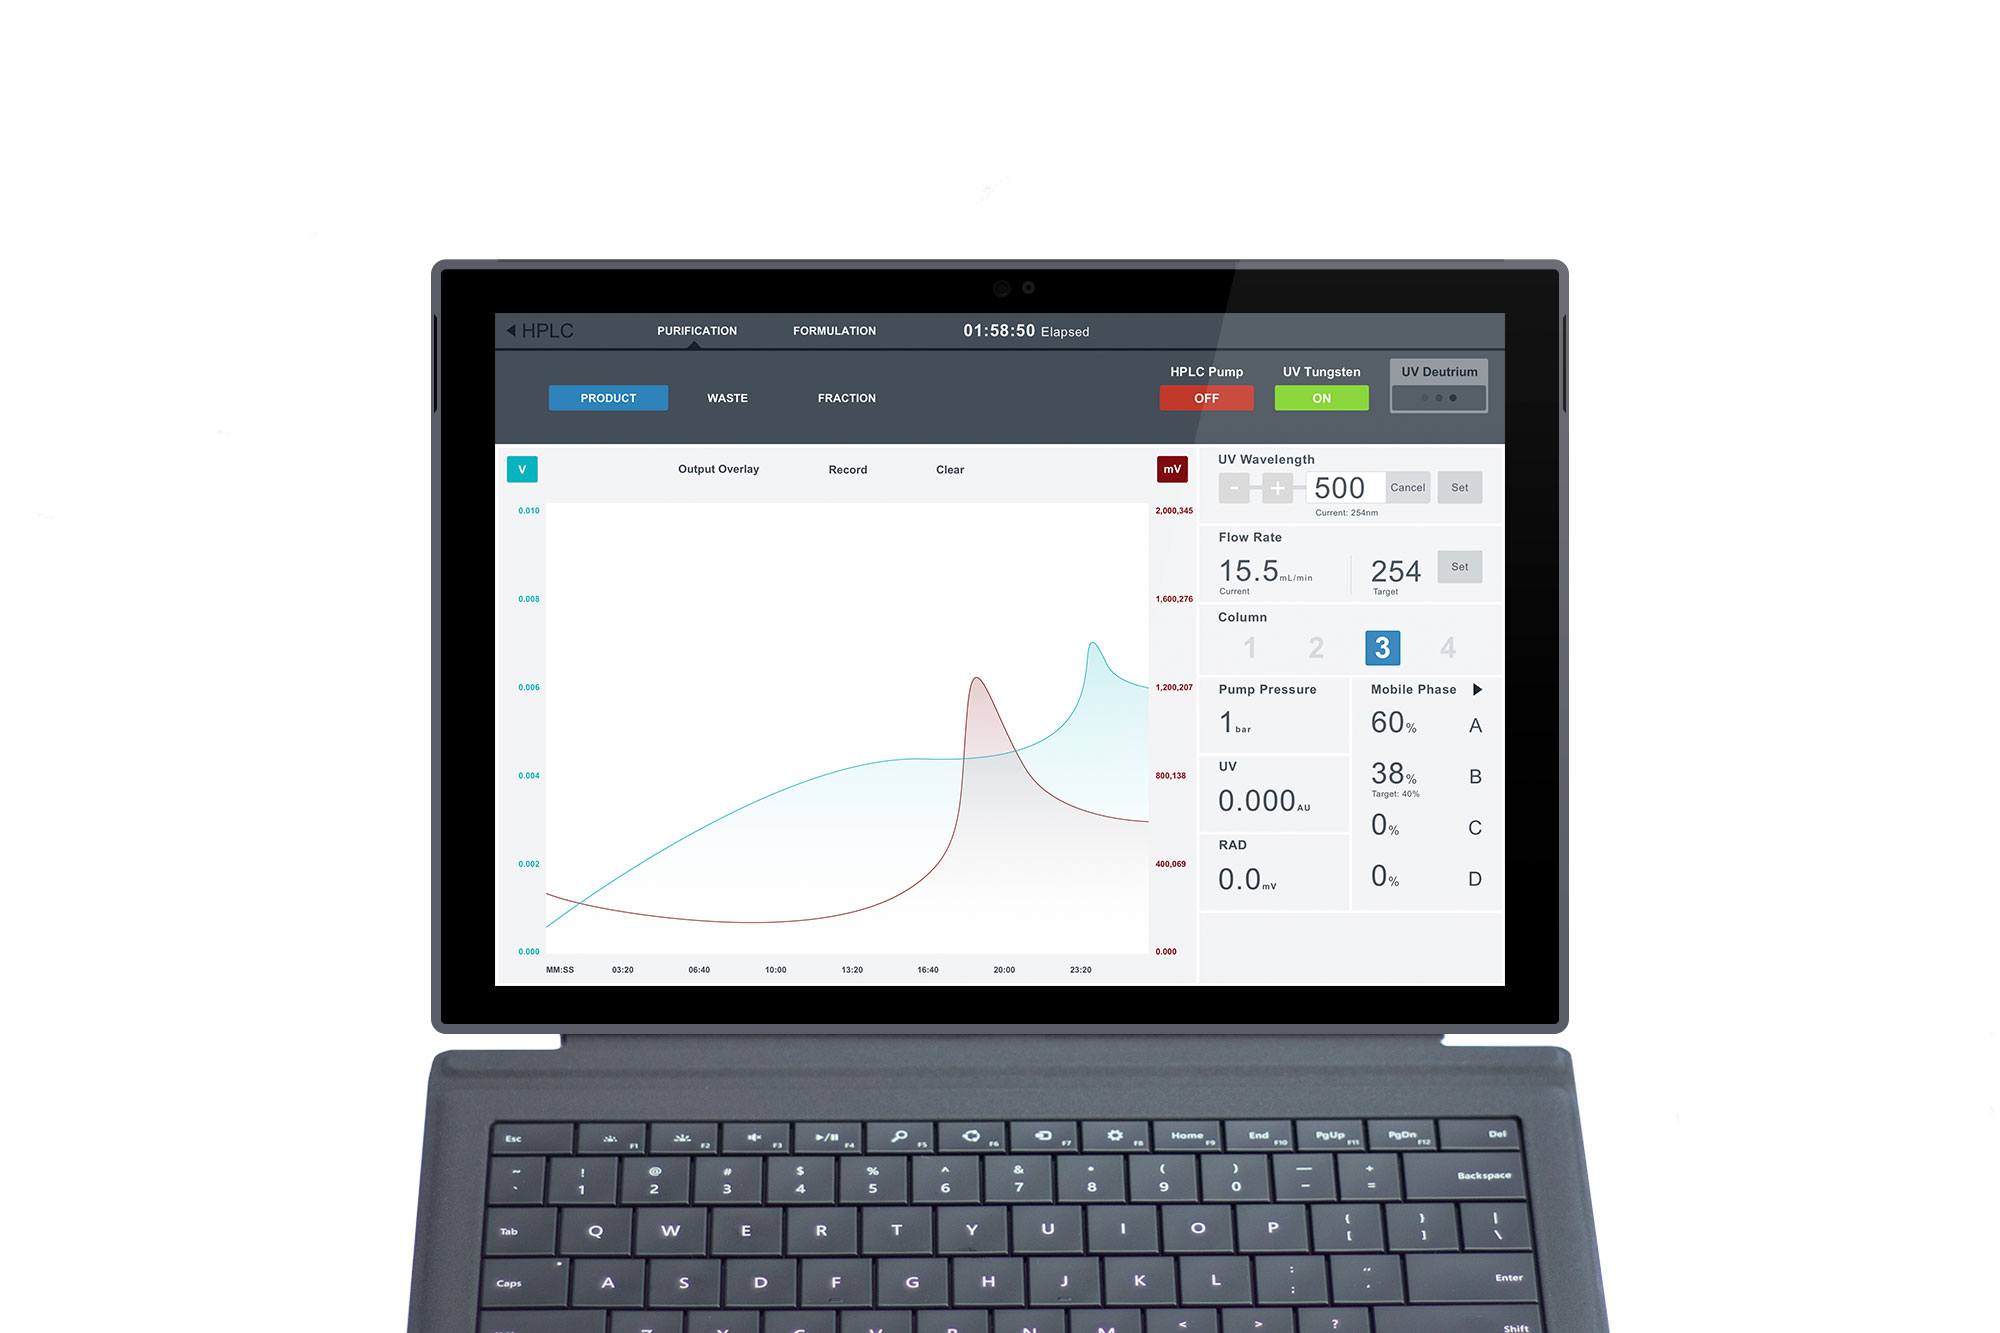 HPLC
PURIFICATION
FORMULATION
01:58:50 Elapsed
PRODUCT
WASTE
FRACTION
HPLC Pump
OFF
UV Tungsten
ON
UV Deutrium
V
Output Overlay
Record
Clear
mV
0.010
0.008
0.006
0.004
0.002
0.000
2,000,345
1,600,276
1,200,207
800,138
400,069
0.000
MM:SS 03:20 06:40 10:00 13:20 16:40 20:00 23:20
UV Wavelength
- + 500 Cancel Set
Current: 254nm
Flow Rate
15.5 mL/min
Current
254
Target
Set
Column
1 2 3 4
Pump Pressure
1 bar
UV
0.000 AU
RAD
0.0 mV
Mobile Phase
60% A
38% B
Target: 40%
0% C
0% D
Esc F1 F2 F3 F4 F5 F6 F7 F8 Home F9 End F10 PgUp F11 PgDn F12 Del
~ ! @ # $ % ^ & * ( ) — +
` 1 2 3 4 5 6 7 8 9 0 - = Backspace
Tab Q W E R T Y U I O P { [ } ] | \
Caps A S D F G H J K L : ; " ' Enter
< > ? Shift